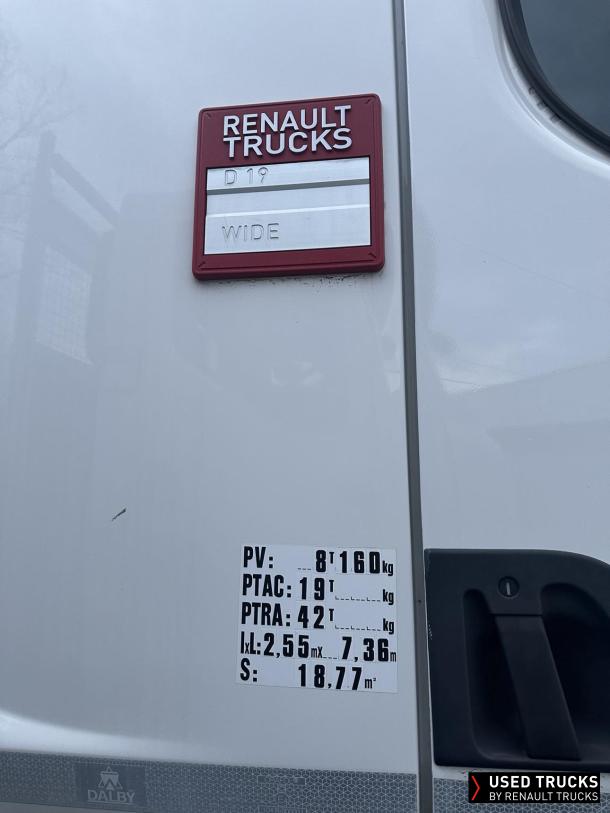 RENAULT
TRUCKS
D 19
WIDE
PV: 8T160kg
PTAC: 19T kg
PTRA: 42T kg
lxL: 2,55mx 7,36m
S: 18,77m²
DALBY
USED TRUCKS
BY RENAULT TRUCKS